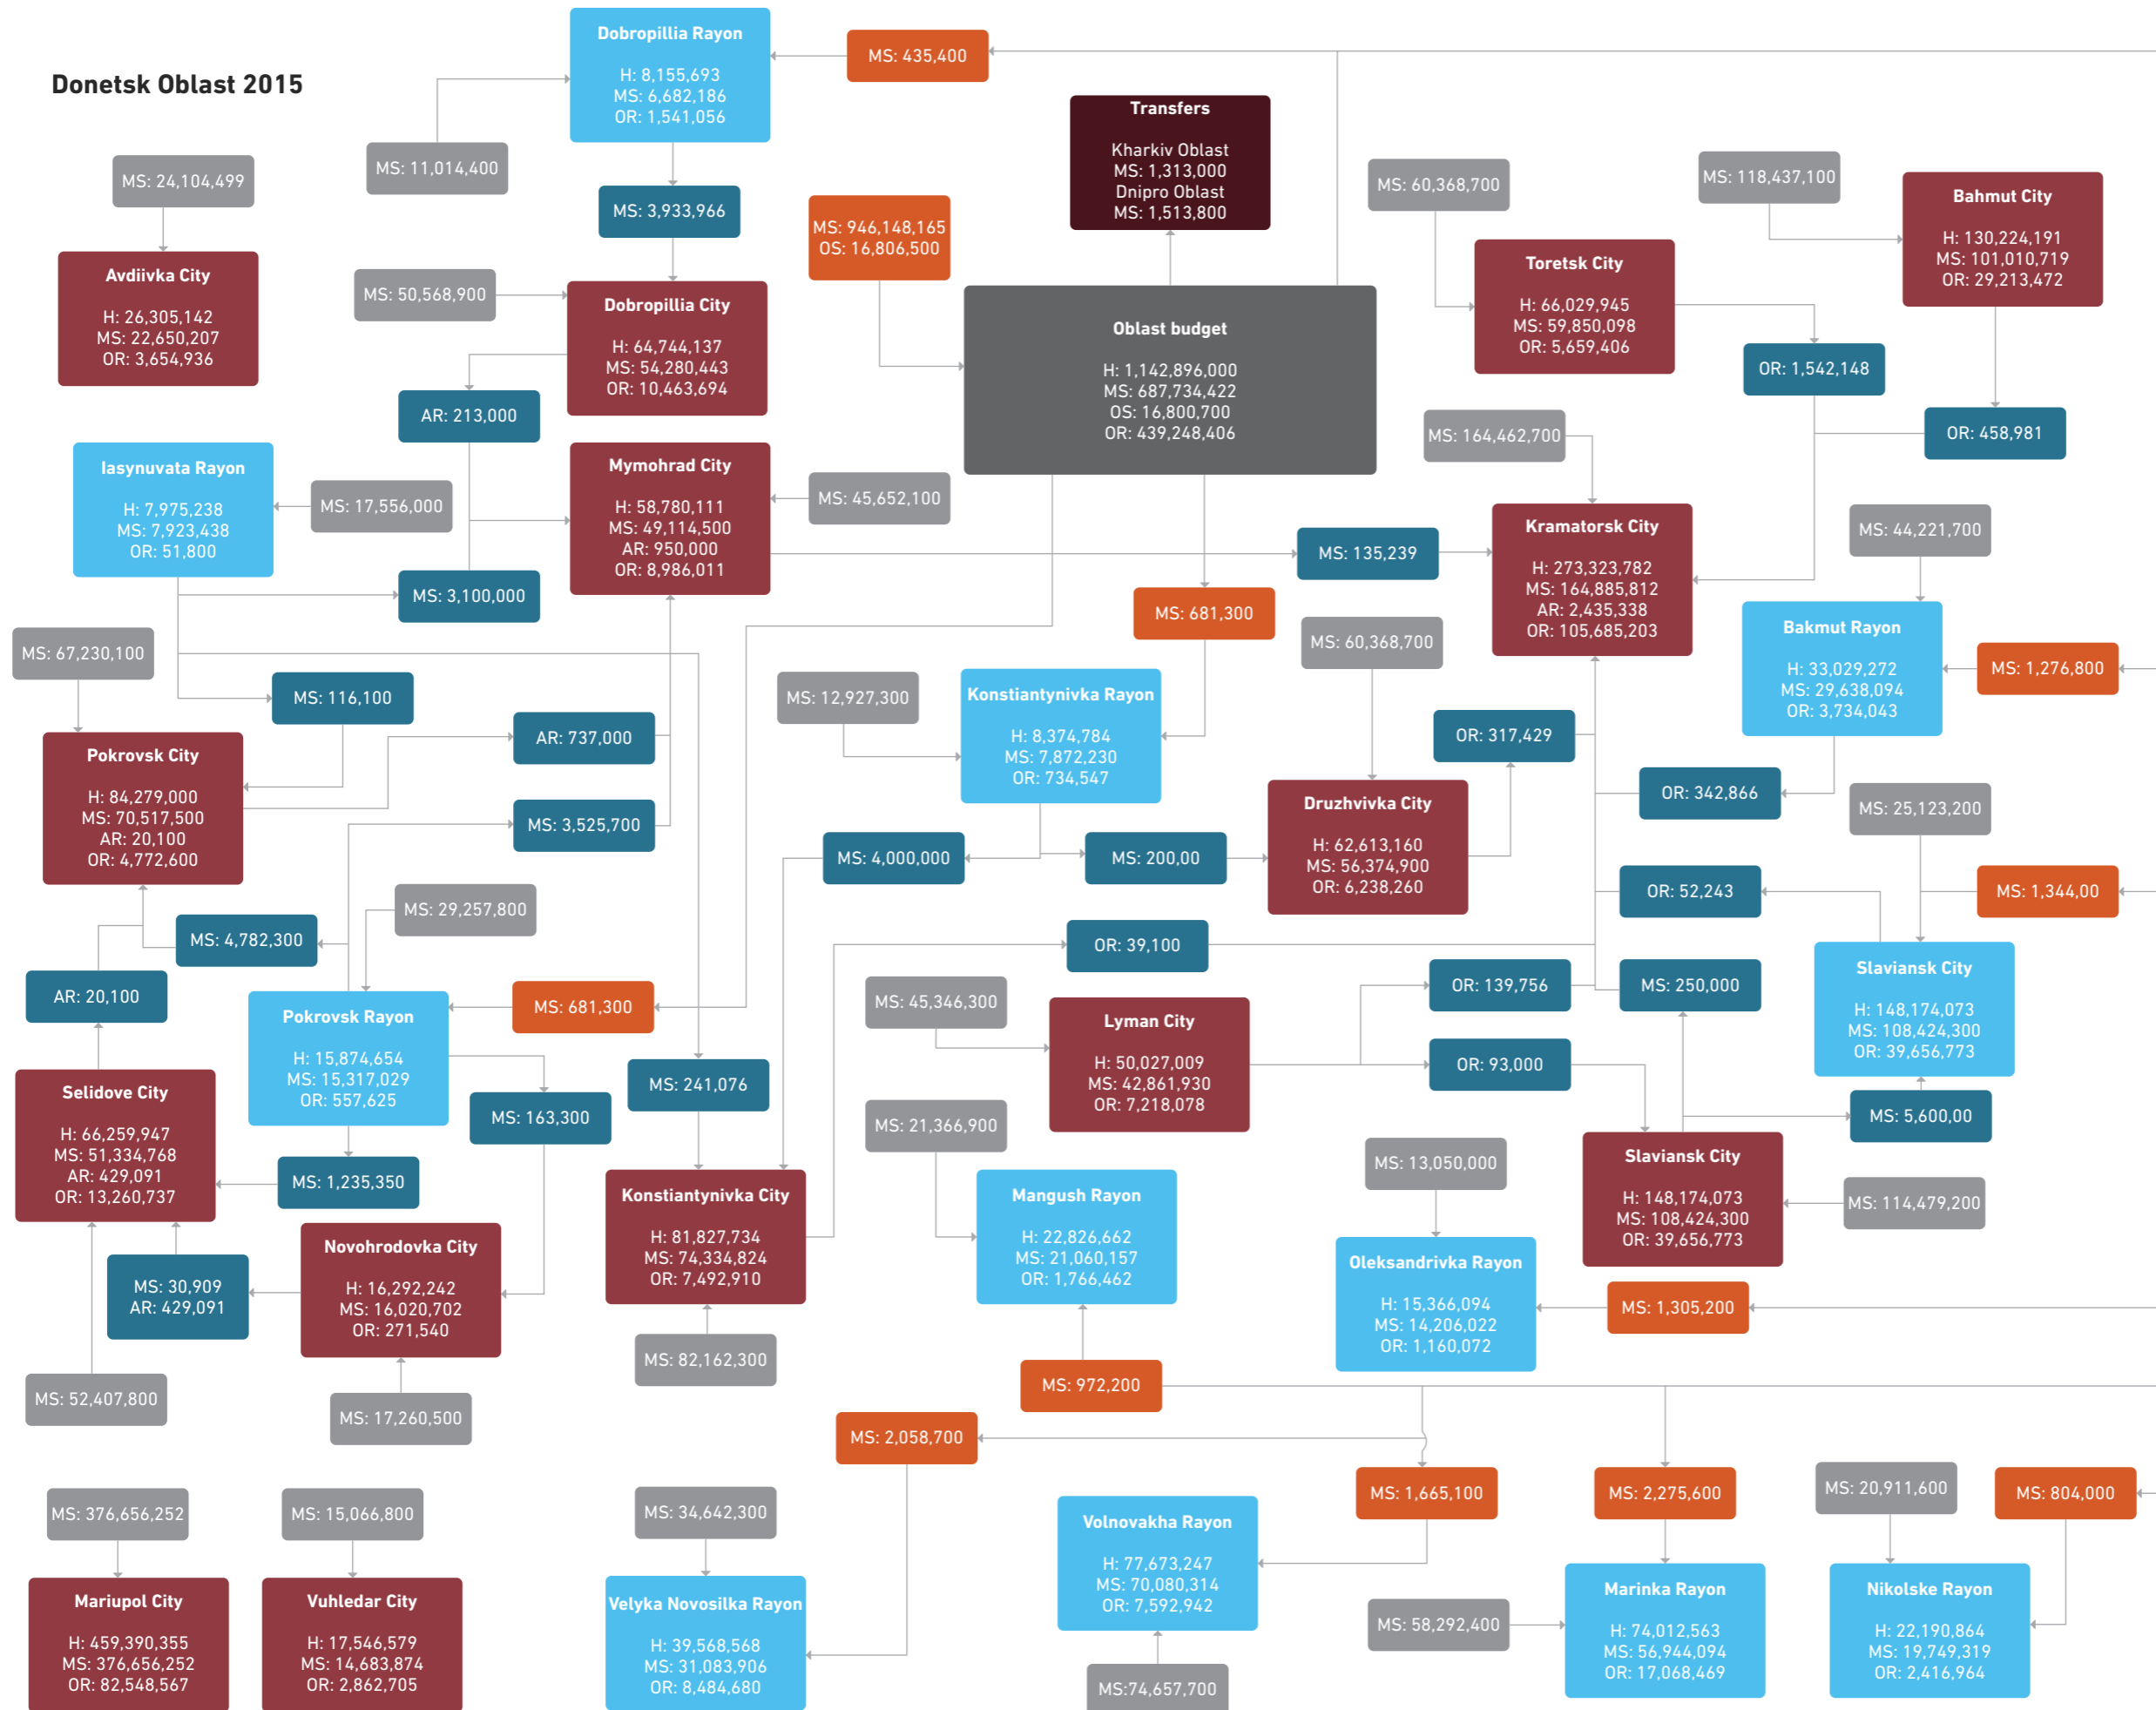 Donetsk Oblast 2015
Dobropillia Rayon
H: 8,155,693
MS: 6,682,186
OR: 1,541,056
MS: 435,400
MS: 11,014,400
MS: 3,933,966
MS: 24,104,499
Avdiivka City
H: 26,305,142
MS: 22,650,207
OR: 3,654,936
MS: 50,568,900
Dobropillia City
H: 64,744,137
MS: 54,280,443
OR: 10,463,694
MS: 946,148,165
OS: 16,806,500
Transfers
Kharkiv Oblast
MS: 1,313,000
Dnipro Oblast
MS: 1,513,800
Oblast budget
H: 1,142,896,000
MS: 687,734,422
OS: 16,800,700
OR: 439,248,406
MS: 60,368,700
Toretsk City
H: 66,029,945
MS: 59,850,098
OR: 5,659,406
MS: 118,437,100
Bahmut City
H: 130,224,191
MS: 101,010,719
OR: 29,213,472
OR: 1,542,148
OR: 458,981
AR: 213,000
Iasynuvata Rayon
H: 7,975,238
MS: 7,923,438
OR: 51,800
MS: 17,556,000
Mymohrad City
H: 58,780,111
MS: 49,114,500
AR: 950,000
OR: 8,986,011
MS: 45,652,100
MS: 3,100,000
MS: 164,462,700
Kramatorsk City
H: 273,323,782
MS: 164,885,812
AR: 2,435,338
OR: 105,685,203
MS: 135,239
MS: 44,221,700
Bakmut Rayon
H: 33,029,272
MS: 29,638,094
OR: 3,734,043
MS: 1,276,800
MS: 681,300
MS: 60,368,700
MS: 67,230,100
MS: 116,100
AR: 737,000
Pokrovsk City
H: 84,279,000
MS: 70,517,500
AR: 20,100
OR: 4,772,600
MS: 3,525,700
MS: 12,927,300
Konstiantynivka Rayon
H: 8,374,784
MS: 7,872,230
OR: 734,547
OR: 317,429
Druzhvivka City
H: 62,613,160
MS: 56,374,900
OR: 6,238,260
OR: 342,866
MS: 25,123,200
MS: 4,000,000
MS: 200,00
OR: 52,243
MS: 1,344,00
MS: 29,257,800
MS: 4,782,300
AR: 20,100
OR: 39,100
Pokrovsk Rayon
H: 15,874,654
MS: 15,317,029
OR: 557,625
MS: 681,300
MS: 45,346,300
Lyman City
H: 50,027,009
MS: 42,861,930
OR: 7,218,078
OR: 139,756
MS: 250,000
Slaviansk City
H: 148,174,073
MS: 108,424,300
OR: 39,656,773
OR: 93,000
MS: 5,600,00
Selidove City
H: 66,259,947
MS: 51,334,768
AR: 429,091
OR: 13,260,737
MS: 163,300
MS: 241,076
MS: 1,235,350
MS: 21,366,900
Slaviansk City
H: 148,174,073
MS: 108,424,300
OR: 39,656,773
MS: 114,479,200
MS: 13,050,000
Konstiantynivka City
H: 81,827,734
MS: 74,334,824
OR: 7,492,910
Mangush Rayon
H: 22,826,662
MS: 21,060,157
OR: 1,766,462
Novohrodovka City
H: 16,292,242
MS: 16,020,702
OR: 271,540
MS: 30,909
AR: 429,091
Oleksandrivka Rayon
H: 15,366,094
MS: 14,206,022
OR: 1,160,072
MS: 1,305,200
MS: 82,162,300
MS: 972,200
MS: 52,407,800
MS: 17,260,500
MS: 2,058,700
MS: 376,656,252
MS: 15,066,800
MS: 34,642,300
MS: 1,665,100
MS: 2,275,600
MS: 20,911,600
MS: 804,000
Mariupol City
H: 459,390,355
MS: 376,656,252
OR: 82,548,567
Vuhledar City
H: 17,546,579
MS: 14,683,874
OR: 2,862,705
Velyka Novosilka Rayon
H: 39,568,568
MS: 31,083,906
OR: 8,484,680
Volnovakha Rayon
H: 77,673,247
MS: 70,080,314
OR: 7,592,942
MS:74,657,700
MS: 58,292,400
Marinka Rayon
H: 74,012,563
MS: 56,944,094
OR: 17,068,469
Nikolske Rayon
H: 22,190,864
MS: 19,749,319
OR: 2,416,964